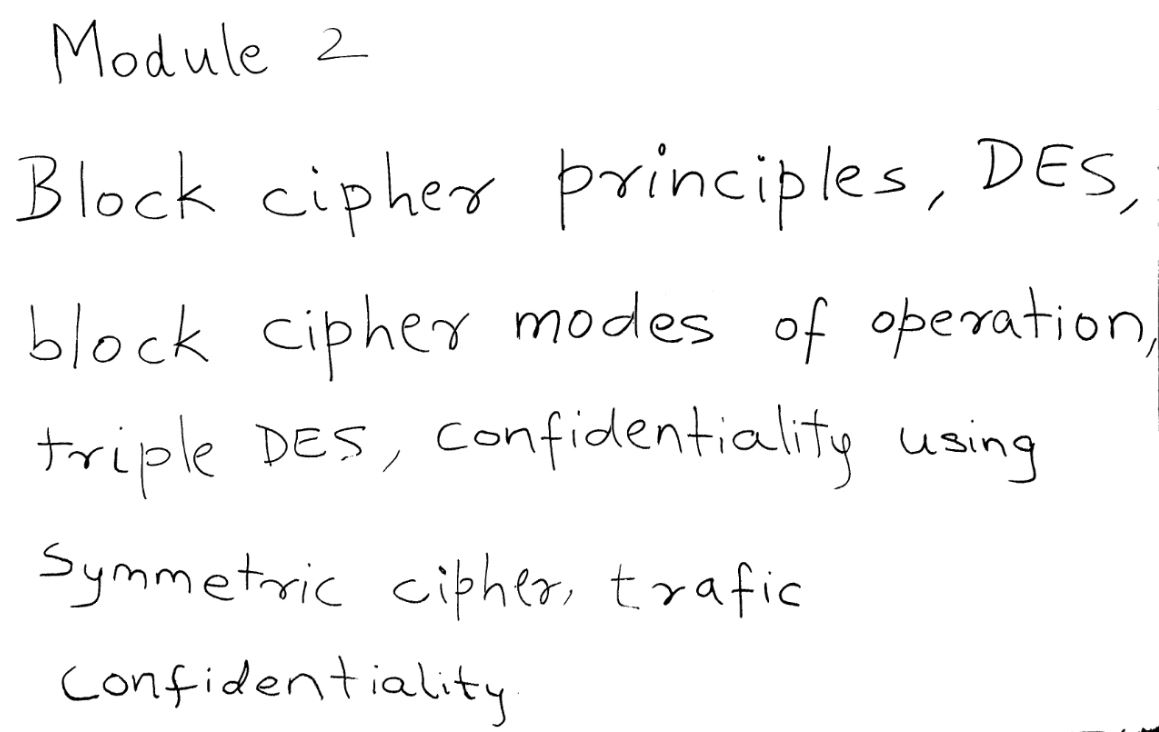 Module 2
Block cipher principles, DES,
block cipher modes of operation,
triple DES, confidentiality using
Symmetric cipher, trafic
Confidentiality.